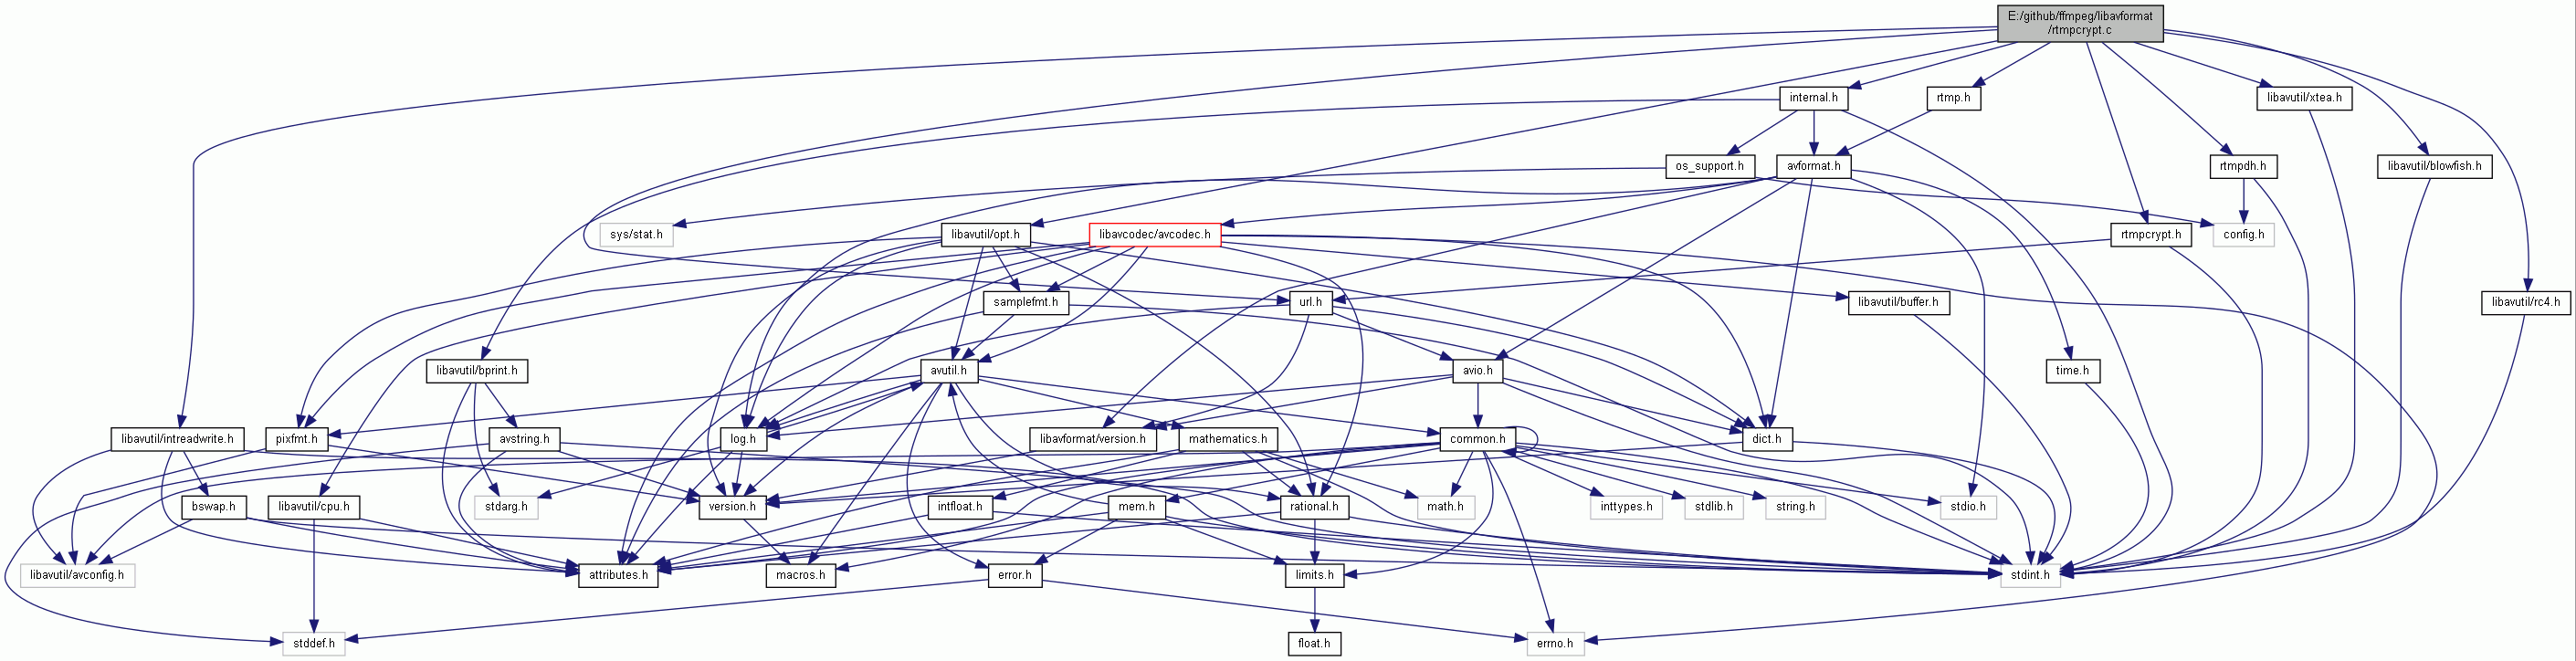 E:/github/ffmpeg/libavformat
/rtmpcrypt.c
internal.h
rtmp.h
libavutil/xtea.h
os_support.h
avformat.h
rtmpdh.h
libavutil/blowfish.h
sys/stat.h
libavutil/opt.h
libavcodec/avcodec.h
rtmpcrypt.h
config.h
samplefmt.h
url.h
libavutil/buffer.h
libavutil/rc4.h
libavutil/bprint.h
avutil.h
avio.h
time.h
libavutil/intreadwrite.h
pixfmt.h
avstring.h
log.h
libavformat/version.h
mathematics.h
common.h
dict.h
bswap.h
libavutil/cpu.h
stdarg.h
version.h
intfloat.h
mem.h
rational.h
math.h
inttypes.h
stdlib.h
string.h
stdio.h
libavutil/avconfig.h
attributes.h
macros.h
error.h
limits.h
stdint.h
stddef.h
float.h
errno.h